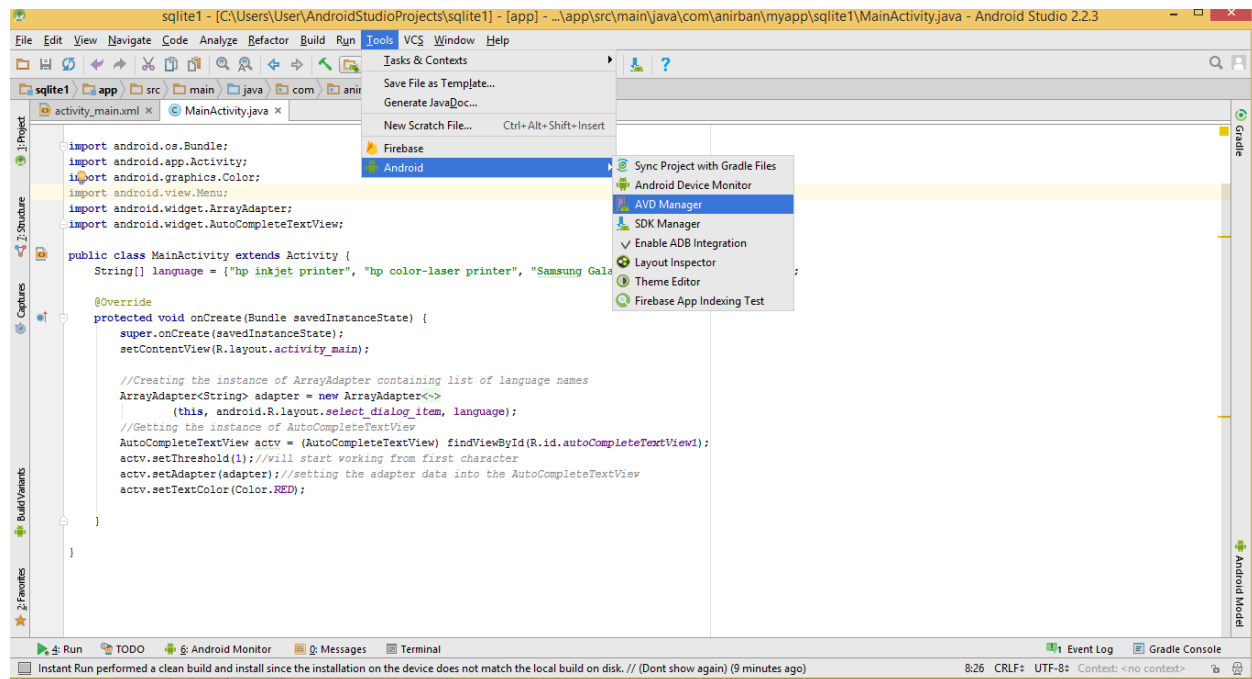 sqlite1 - [C:\Users\User\AndroidStudioProjects\sqlite1] - [app] - ...\app\src\main\java\com\anirban\myapp\sqlite1\MainActivity.java - Android Studio 2.2.3
File Edit View Navigate Code Analyze Refactor Build Run Tools VCS Window Help
sqlite1 app src main java com
activity_main.xml MainActivity.java
Tasks & Contexts
Save File as Template...
Generate JavaDoc...
New Scratch File... Ctrl+Alt+Shift+Insert
Firebase
Android
Sync Project with Gradle Files
Android Device Monitor
AVD Manager
SDK Manager
Enable ADB Integration
Layout Inspector
Theme Editor
Firebase App Indexing Test
1: Project
7: Structure
Captures
Build Variants
2: Favorites
import android.os.Bundle;
import android.app.Activity;
import android.graphics.Color;
import android.view.Menu;
import android.widget.ArrayAdapter;
import android.widget.AutoCompleteTextView;
public class MainActivity extends Activity {
String[] language = {"hp inkjet printer", "hp color-laser printer", "Samsung Gala
;
@Override
protected void onCreate(Bundle savedInstanceState) {
super.onCreate(savedInstanceState);
setContentView(R.layout.activity_main);
//Creating the instance of ArrayAdapter containing list of language names
ArrayAdapter<String> adapter = new ArrayAdapter<~>
(this, android.R.layout.select_dialog_item, language);
//Getting the instance of AutoCompleteTextView
AutoCompleteTextView actv = (AutoCompleteTextView) findViewById(R.id.autoCompleteTextView1);
actv.setThreshold(1);//will start working from first character
actv.setAdapter(adapter);//setting the adapter data into the AutoCompleteTextView
actv.setTextColor(Color.RED);
}
}
Gradle
Android Model
4: Run TODO 6: Android Monitor 0: Messages Terminal 1 Event Log Gradle Console
Instant Run performed a clean build and install since the installation on the device does not match the local build on disk. // (Dont show again) (9 minutes ago) 8:26 CRLF UTF-8 Context: <no context>